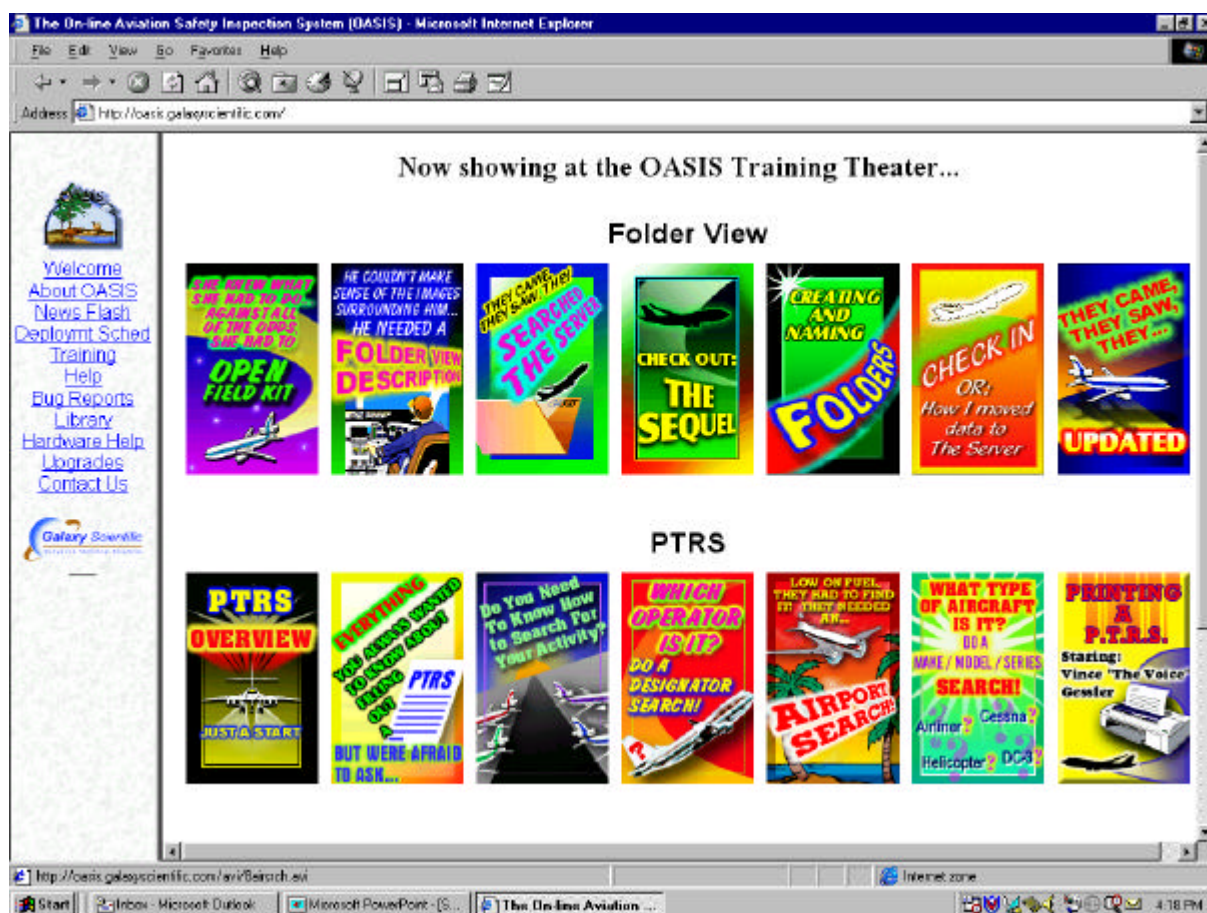 The On-line Aviation Safety Inspection System (OASIS) - Microsoft Internet Explorer
File Edit View Go Favorites Help
Address http://oasis.galaxyscientific.com/
Now showing at the OASIS Training Theater...
Oasis
Welcome
About OASIS
News Flash
Deploymt Sched
Training
Help
Bug Reports
Library
Hardware Help
Upgrades
Contact Us
Galaxy Scientific
Folder View
SHE KNEW WHAT
SHE HAD TO DO,
AGAINST ALL
OF THE ODDS,
SHE HAD TO
OPEN
FIELD KIT
HE COULDN'T MAKE
SENSE OF THE IMAGES
SURROUNDING HIM...
HE NEEDED A
FOLDER VIEW
DESCRIPTION
THEY CAME,
THEY SAW, THEY
SEARCHED
THE SERVER
CHECK OUT:
THE
SEQUEL
CREATING
AND
NAMING
FOLDERS
CHECK IN
OR:
How I moved
data to
The Server
THEY CAME,
THEY SAW,
THEY...
UPDATED
PTRS
PTRS
OVERVIEW
JUST A START
EVERYTHING
YOU ALWAYS WANTED
TO KNOW ABOUT
FILLING
OUT
A
PTRS
BUT WERE AFRAID
TO ASK...
Do You Need
To Know How
to Search For
Your Activity?
WHICH
OPERATOR
IS IT?
DO A
DESIGNATOR
SEARCH!
?
LOW ON FUEL,
THEY HAD TO FIND
IT! THEY NEEDED
AN...
AIRPORT
SEARCH!
WHAT TYPE
OF AIRCRAFT
IS IT?
DO A
MAKE / MODEL / SERIES
SEARCH!
Airliner? Cessna?
Helicopter? DC-3?
PRINTING
A
P.T.R.S.
Staring:
Vince "The Voice"
Gessler
http://oasis.galaxyscientific.com/avi/8airsrch.avi
Internet zone
Start
Inbox - Microsoft Outlook
Microsoft PowerPoint - [S...
The On-line Aviation ...
4:18 PM